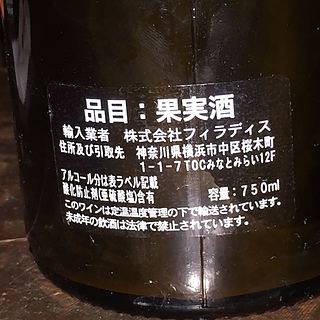 品目：果実酒
輸入業者　株式会社フィラディス
住所及び引取先　神奈川県横浜市中区桜木町
1-1-7TOCみなとみらい12F
アルコール分は表ラベル記載
酸化防止剤(亜硫酸塩)含有　容量：750ml
このワインは定温温度管理の下で輸送されています。
未成年の飲酒は法律で禁止されています。